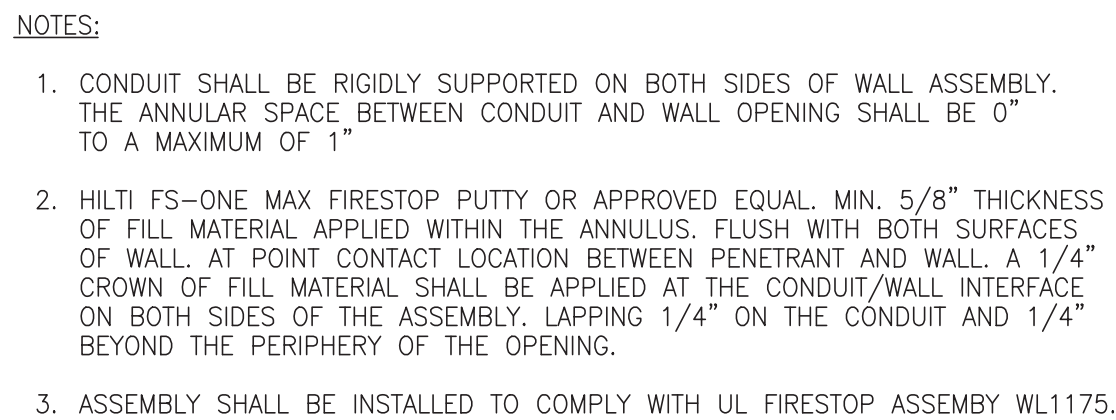 NOTES:
1. CONDUIT SHALL BE RIGIDLY SUPPORTED ON BOTH SIDES OF WALL ASSEMBLY.
THE ANNULAR SPACE BETWEEN CONDUIT AND WALL OPENING SHALL BE 0”
TO A MAXIMUM OF 1”
2. HILTI FS-ONE MAX FIRESTOP PUTTY OR APPROVED EQUAL. MIN. 5/8” THICKNESS
OF FILL MATERIAL APPLIED WITHIN THE ANNULUS. FLUSH WITH BOTH SURFACES
OF WALL. AT POINT CONTACT LOCATION BETWEEN PENETRANT AND WALL. A 1/4”
CROWN OF FILL MATERIAL SHALL BE APPLIED AT THE CONDUIT/WALL INTERFACE
ON BOTH SIDES OF THE ASSEMBLY. LAPPING 1/4” ON THE CONDUIT AND 1/4”
BEYOND THE PERIPHERY OF THE OPENING.
3. ASSEMBLY SHALL BE INSTALLED TO COMPLY WITH UL FIRESTOP ASSEMBY WL1175